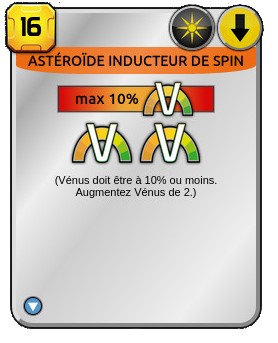 16
ASTÉROÏDE INDUCTEUR DE SPIN
max 10% V
V V
(Vénus doit être à 10% ou moins.
Augmentez Vénus de 2.)